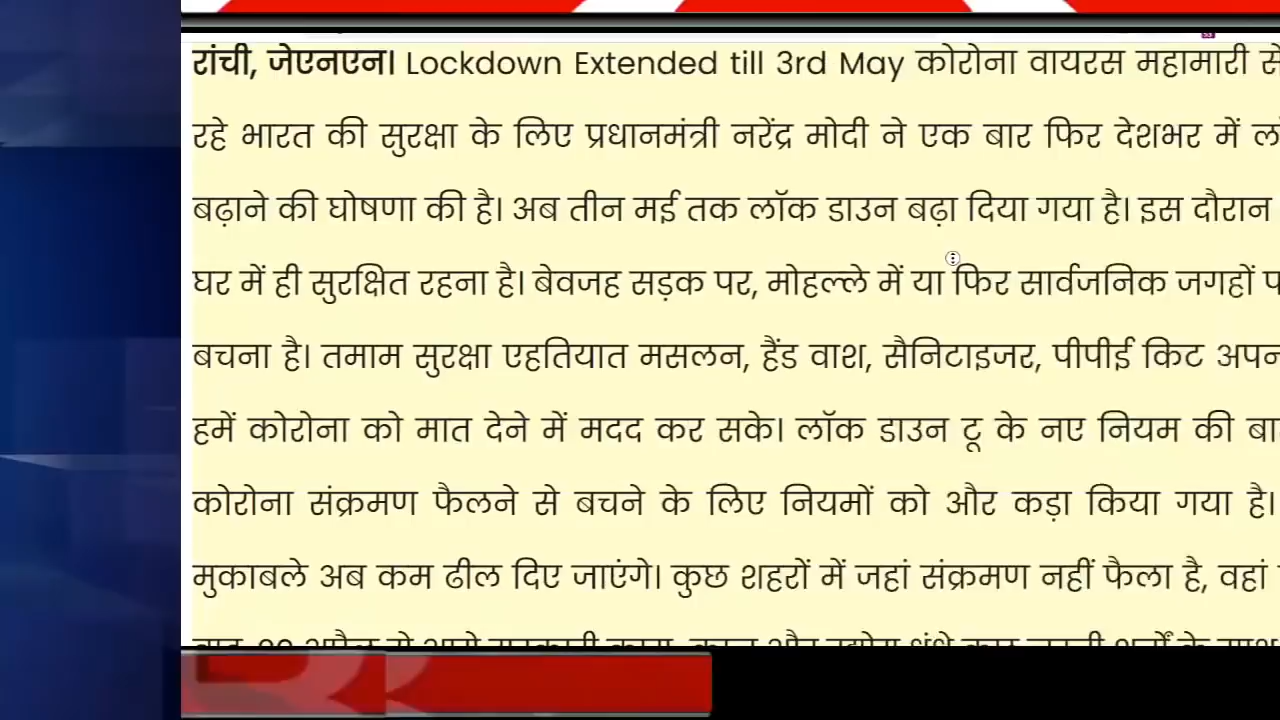 रांची, जेएनएन। Lockdown Extended till 3rd May कोरोना वायरस महामारी से
रहे भारत की सुरक्षा के लिए प्रधानमंत्री नरेंद्र मोदी ने एक बार फिर देशभर में
बढ़ाने की घोषणा की है। अब तीन मई तक लॉक डाउन बढ़ा दिया गया है। इस दौरान
घर में ही सुरक्षित रहना है। बेवजह सड़क पर, मोहल्ले में या फिर सार्वजनिक जगहों
बचना है। तमाम सुरक्षा एहतियात मसलन, हैंड वाश, सैनिटाइजर, पीपीई किट
हमें कोरोना को मात देने में मदद कर सके। लॉक डाउन टू के नए नियम की
कोरोना संक्रमण फैलने से बचने के लिए नियमों को और कड़ा किया गया है।
मुकाबले अब कम ढील दिए जाएंगे। कुछ शहरों में जहां संक्रमण नहीं फैला है, वहां